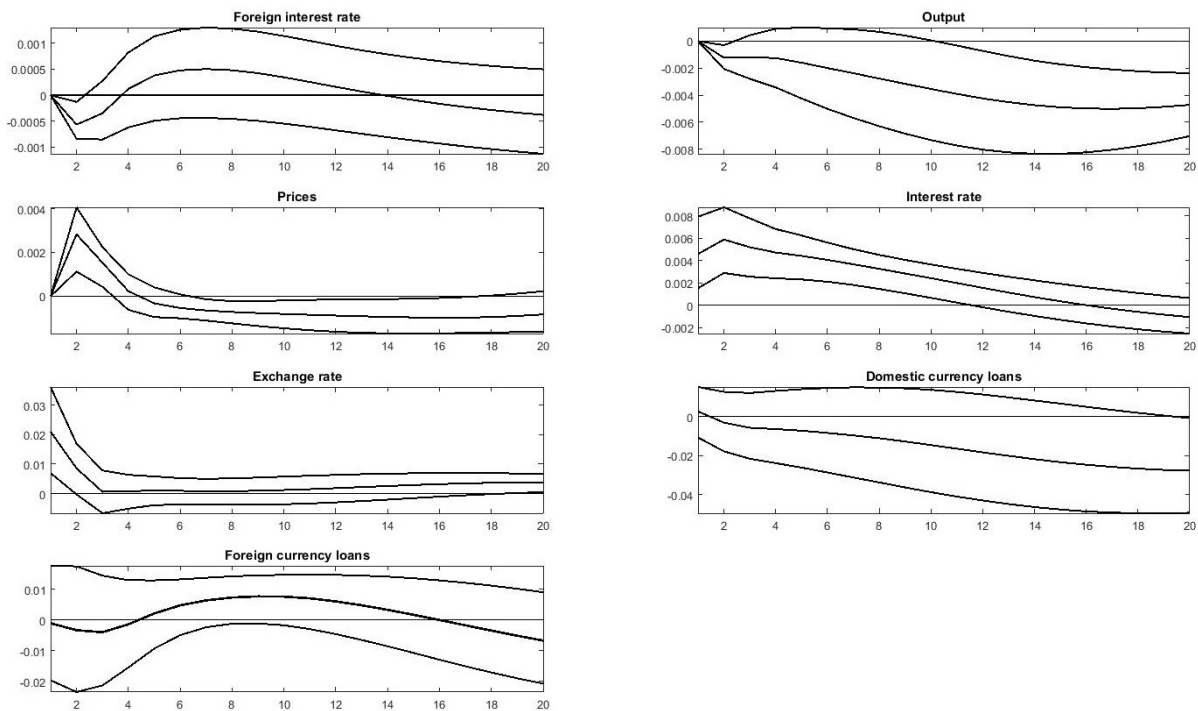 Foreign interest rate
0.001
0.0005
0
-0.0005
-0.001
2 4 6 8 10 12 14 16 18 20
Output
0
-0.002
-0.004
-0.006
-0.008
2 4 6 8 10 12 14 16 18 20
Prices
0.004
0.002
0
2 4 6 8 10 12 14 16 18 20
Interest rate
0.008
0.006
0.004
0.002
0
-0.002
2 4 6 8 10 12 14 16 18 20
Exchange rate
0.03
0.02
0.01
0
2 4 6 8 10 12 14 16 18 20
Domestic currency loans
0
-0.02
-0.04
2 4 6 8 10 12 14 16 18 20
Foreign currency loans
0.01
0
-0.01
-0.02
2 4 6 8 10 12 14 16 18 20